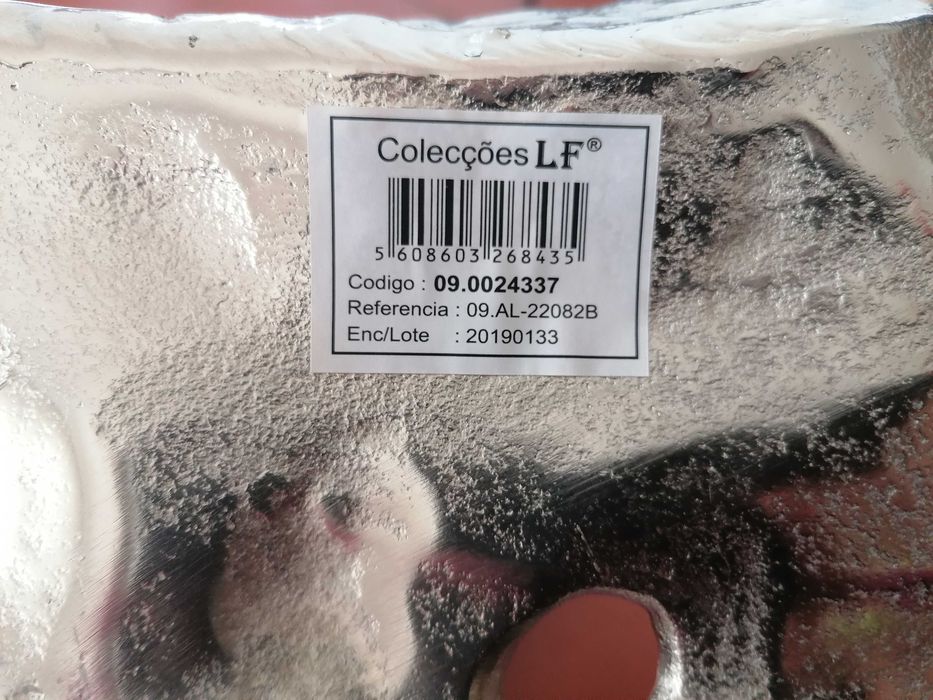 Colecções LF®
5 608603 268435
Codigo : 09.0024337
Referencia : 09.AL-22082B
Enc/Lote : 20190133